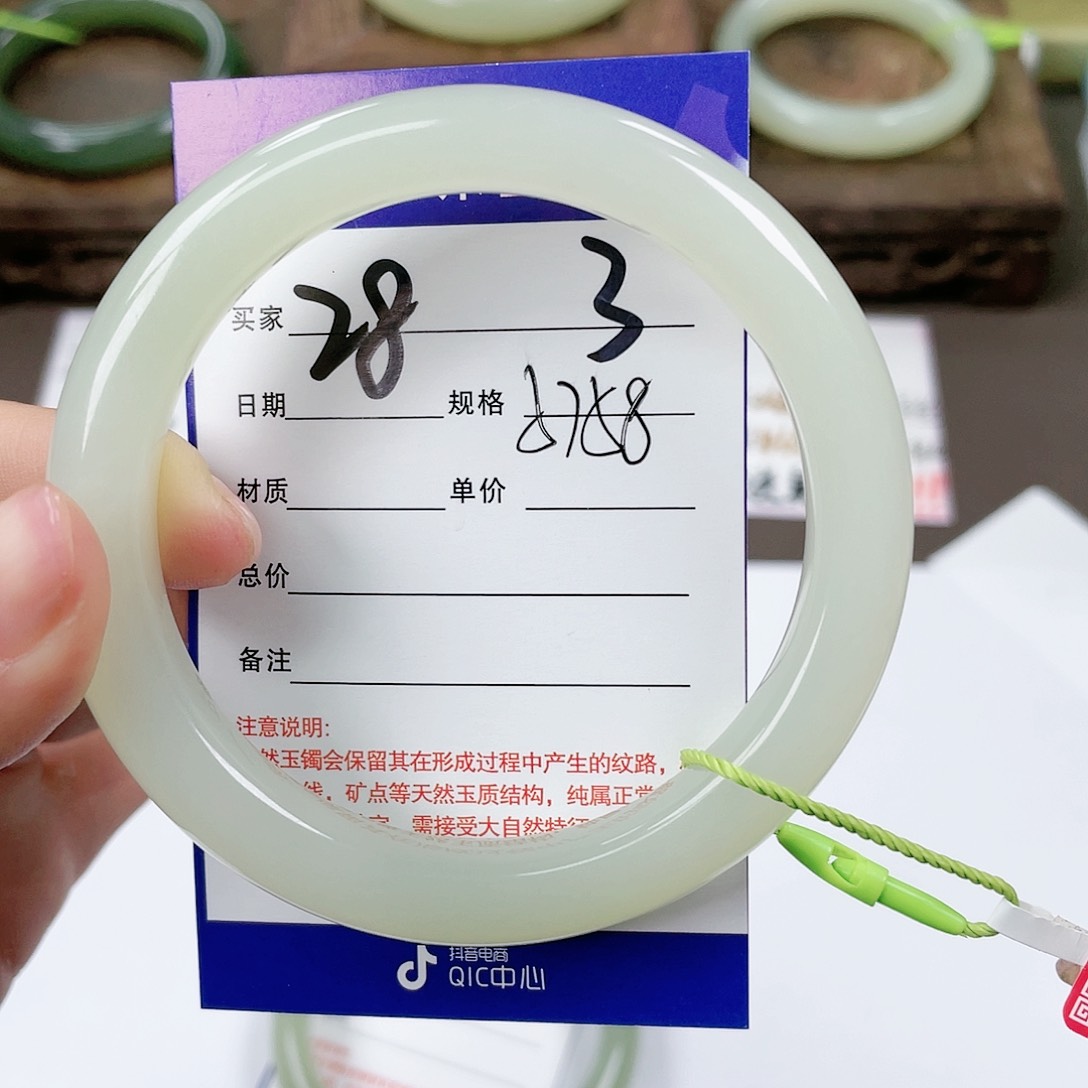 买家 28 3
日期 规格
材质 单价
总价
备注
注意说明:
然玉镯会保留其在形成过程中产生的纹路,
线,矿点等天然玉质结构,纯属正常
需接受大自然特征
抖音电商
QIC中心